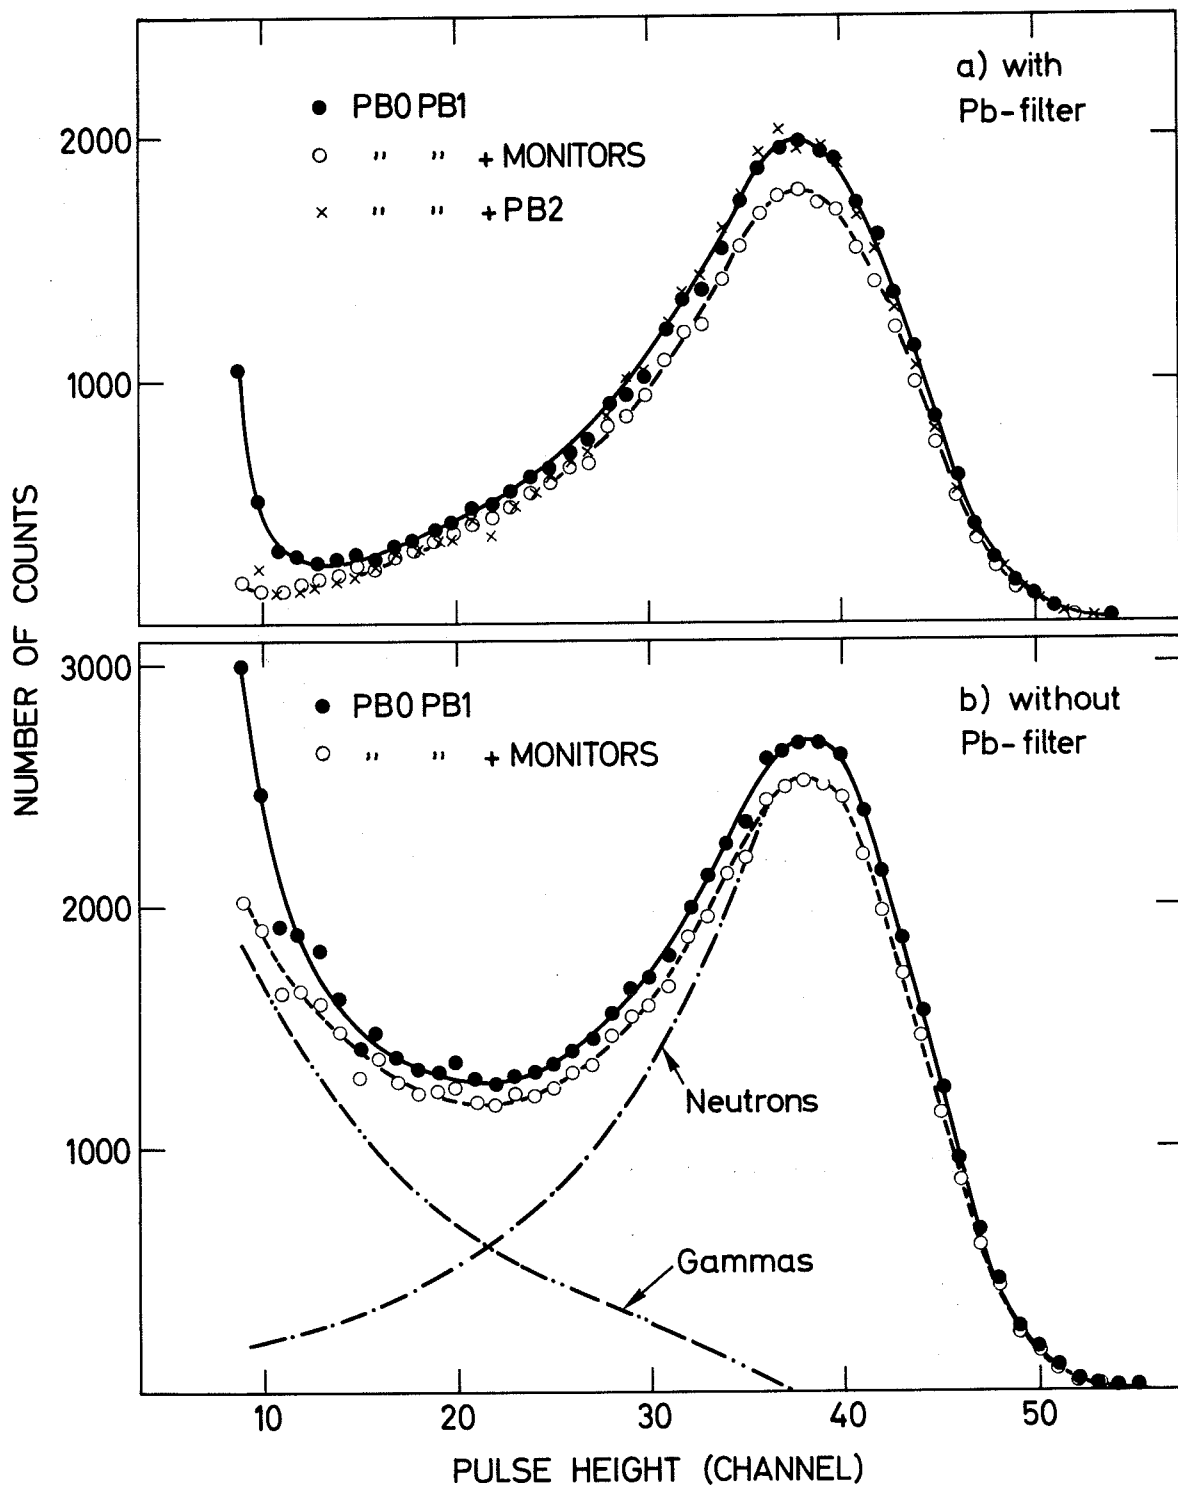 a) with
Pb-filter
● PB0 PB1
○ " " + MONITORS
× " " + PB2
2000
1000
NUMBER OF COUNTS
b) without
Pb-filter
● PB0 PB1
○ " " + MONITORS
3000
2000
1000
Neutrons
Gammas
10 20 30 40 50
PULSE HEIGHT (CHANNEL)